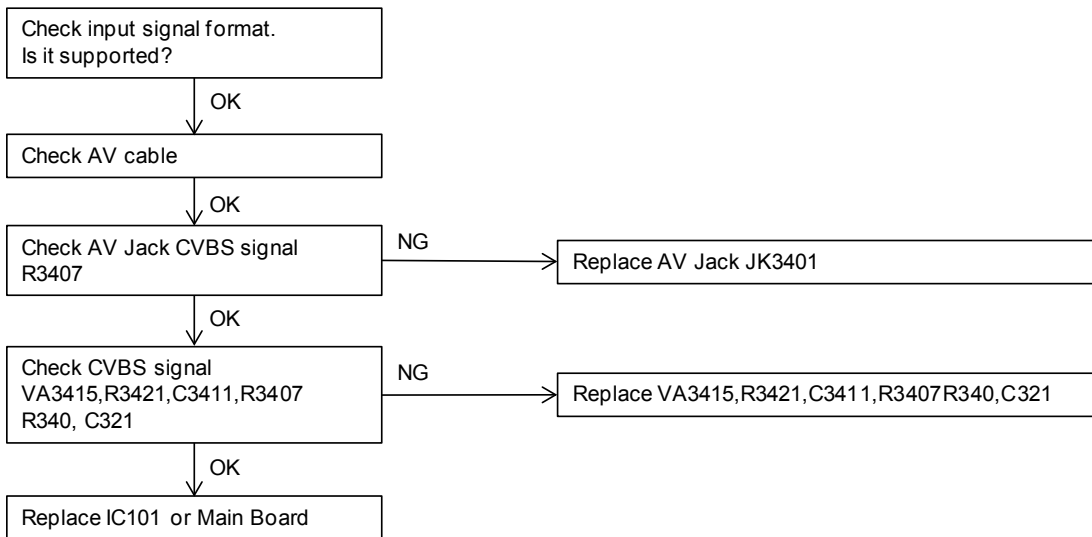 Check input signal format.
Is it supported?
OK
Check AV cable
OK
Check AV Jack CVBS signal
R3407
NG
Replace AV Jack JK3401
OK
Check CVBS signal
VA3415,R3421,C3411,R3407
R340, C321
NG
Replace VA3415,R3421,C3411,R3407R340,C321
OK
Replace IC101 or Main Board